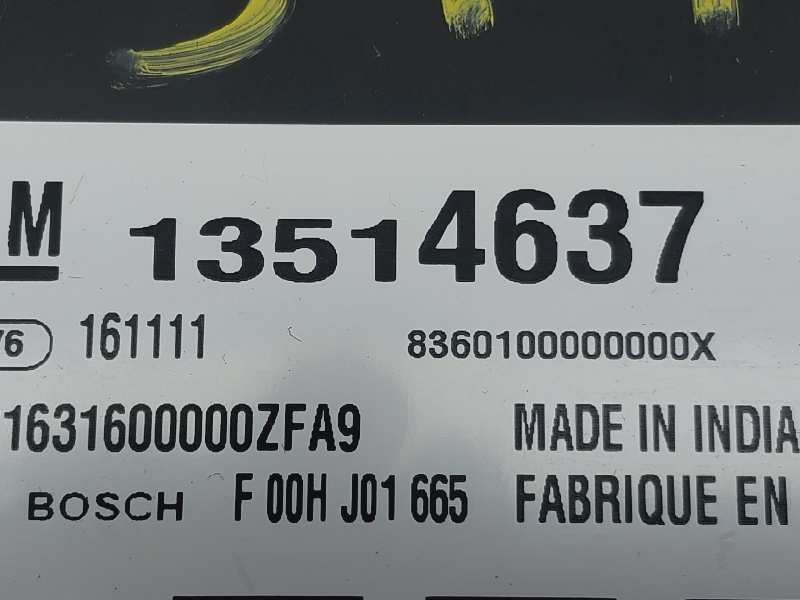 M 13514637
76 161111 8360100000000X
1631600000ZFA9 MADE IN INDIA
BOSCH F 00H J01 665 FABRIQUE EN